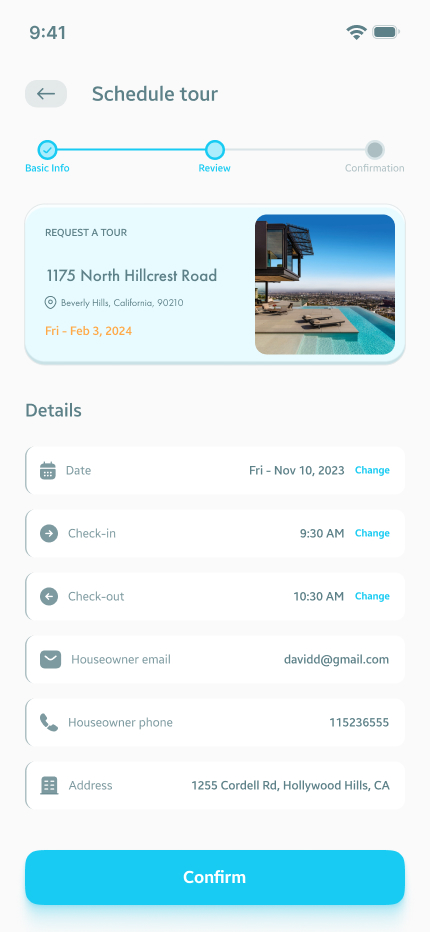 9:41
Schedule tour
Basic Info
Review
Confirmation
REQUEST A TOUR
1175 North Hillcrest Road
Beverly Hills, California, 90210
Fri - Feb 3, 2024
Details
Date Fri - Nov 10, 2023 Change
Check-in 9:30 AM Change
Check-out 10:30 AM Change
Houseowner email davidd@gmail.com
Houseowner phone 115236555
Address 1255 Cordell Rd, Hollywood Hills, CA
Confirm